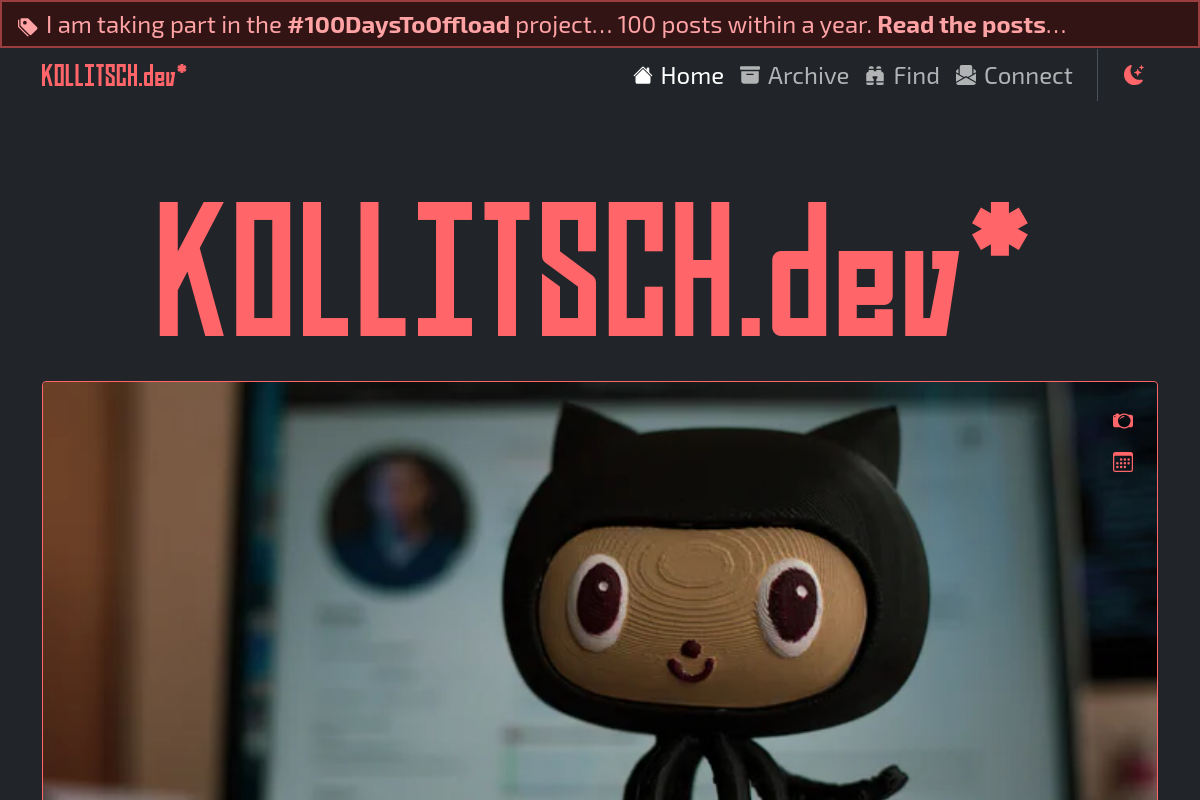 I am taking part in the #100DaysToOffload project… 100 posts within a year. Read the posts…
KOLLITSCH.dev* Home Archive Find Connect
KOLLITSCH.dev*